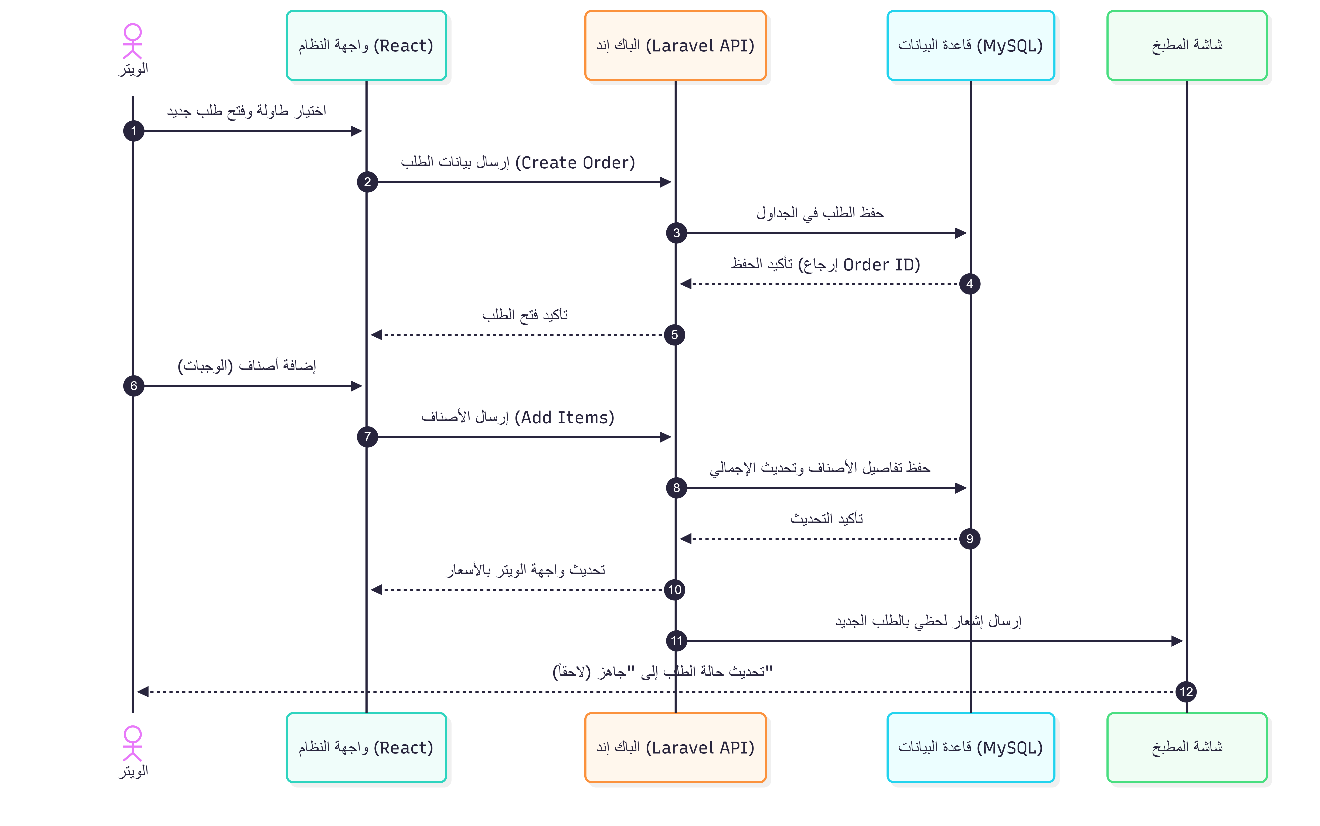 الويتر
واجهة النظام (React)
الباك إند (Laravel API)
قاعدة البيانات (MySQL)
شاشة المطبخ
اختيار طاولة وفتح طلب جديد
1
إرسال بيانات الطلب (Create Order)
2
حفظ الطلب في الجداول
3
تأكيد الحفظ (إرجاع Order ID)
4
تأكيد فتح الطلب
5
إضافة أصناف (الوجبات)
6
إرسال الأصناف (Add Items)
7
حفظ تفاصيل الأصناف وتحديث الإجمالي
8
تأكيد التحديث
9
تحديث واجهة الويتر بالأسعار
10
إرسال إشعار لحظي بالطلب الجديد
11
تحديث حالة الطلب إلى "جاهز (لاحقاً)"
12
الويتر
واجهة النظام (React)
الباك إند (Laravel API)
قاعدة البيانات (MySQL)
شاشة المطبخ